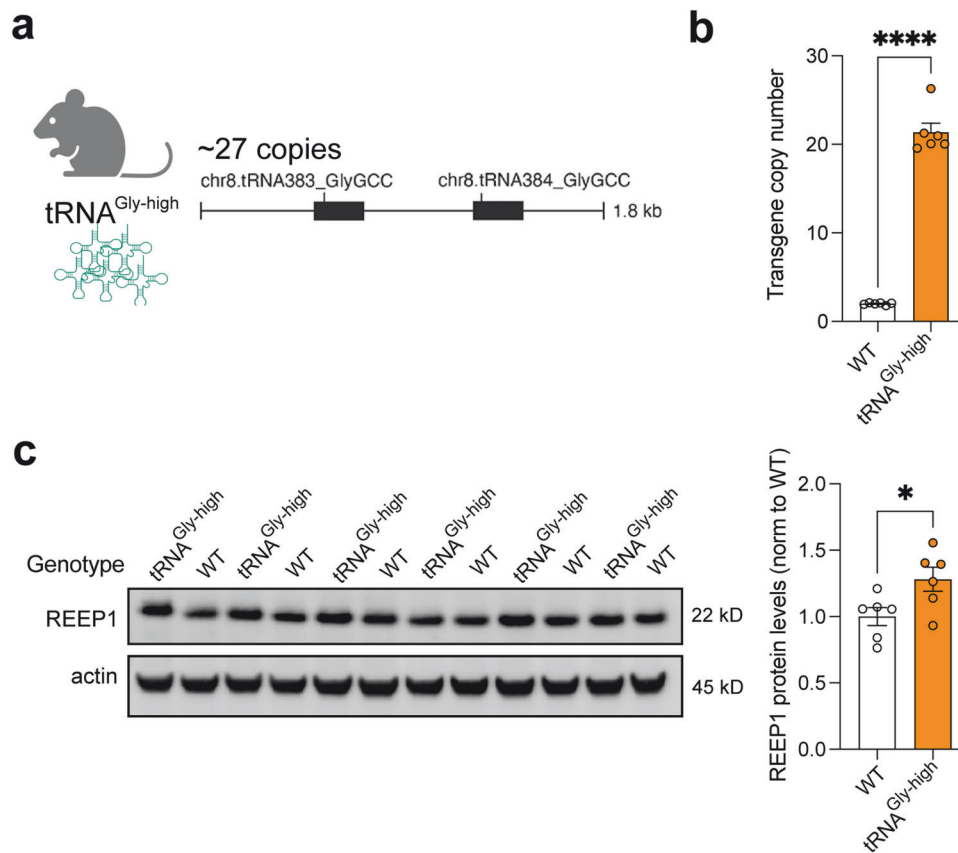 a
~27 copies
chr8.tRNA383_GlyGCC chr8.tRNA384_GlyGCC
1.8 kb
tRNA^Gly-high
b
Transgene copy number
****
30
20
10
0
WT
tRNA^Gly-high
c
Genotype
tRNA^Gly-high WT tRNA^Gly-high WT tRNA^Gly-high WT tRNA^Gly-high WT tRNA^Gly-high WT tRNA^Gly-high WT
REEP1
22 kD
actin
45 kD
REEP1 protein levels (norm to WT)
*
2.0
1.5
1.0
0.5
0.0
WT
tRNA^Gly-high